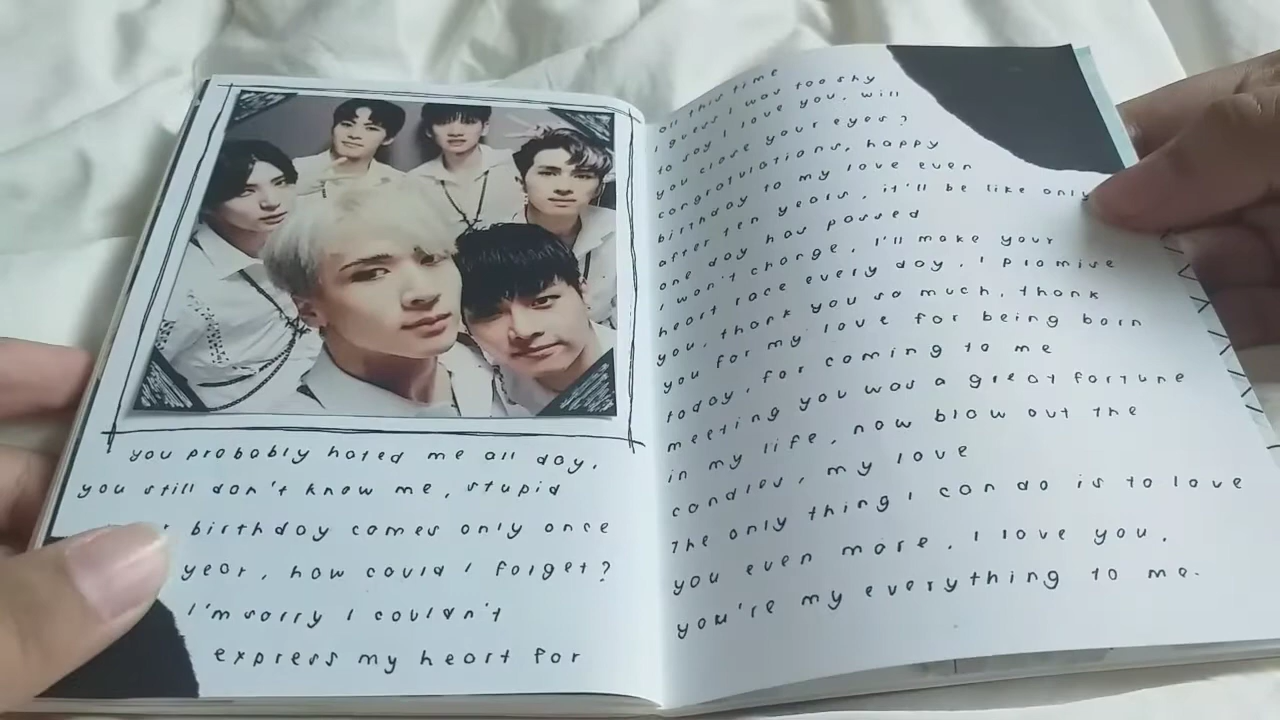 you probably hated me all day,
you still don't know me, stupid
birthday comes only once
year, how could I forget?
I'm sorry I couldn't
express my heart for
all this time
I guess I was too shy
to say I love you, will
you close your eyes?
congratulations, happy
birthday to my love even
after ten years, it'll be like only
one day has passed
I won't change, I'll make your
heart race every day, I promise
you, thank you so much, thank
you for my love for being born
today, for coming to me
meeting you was a great fortune
in my life, now blow out the
candles, my love
The only thing I can do is to love
you even more. I love you,
you're my everything to me.